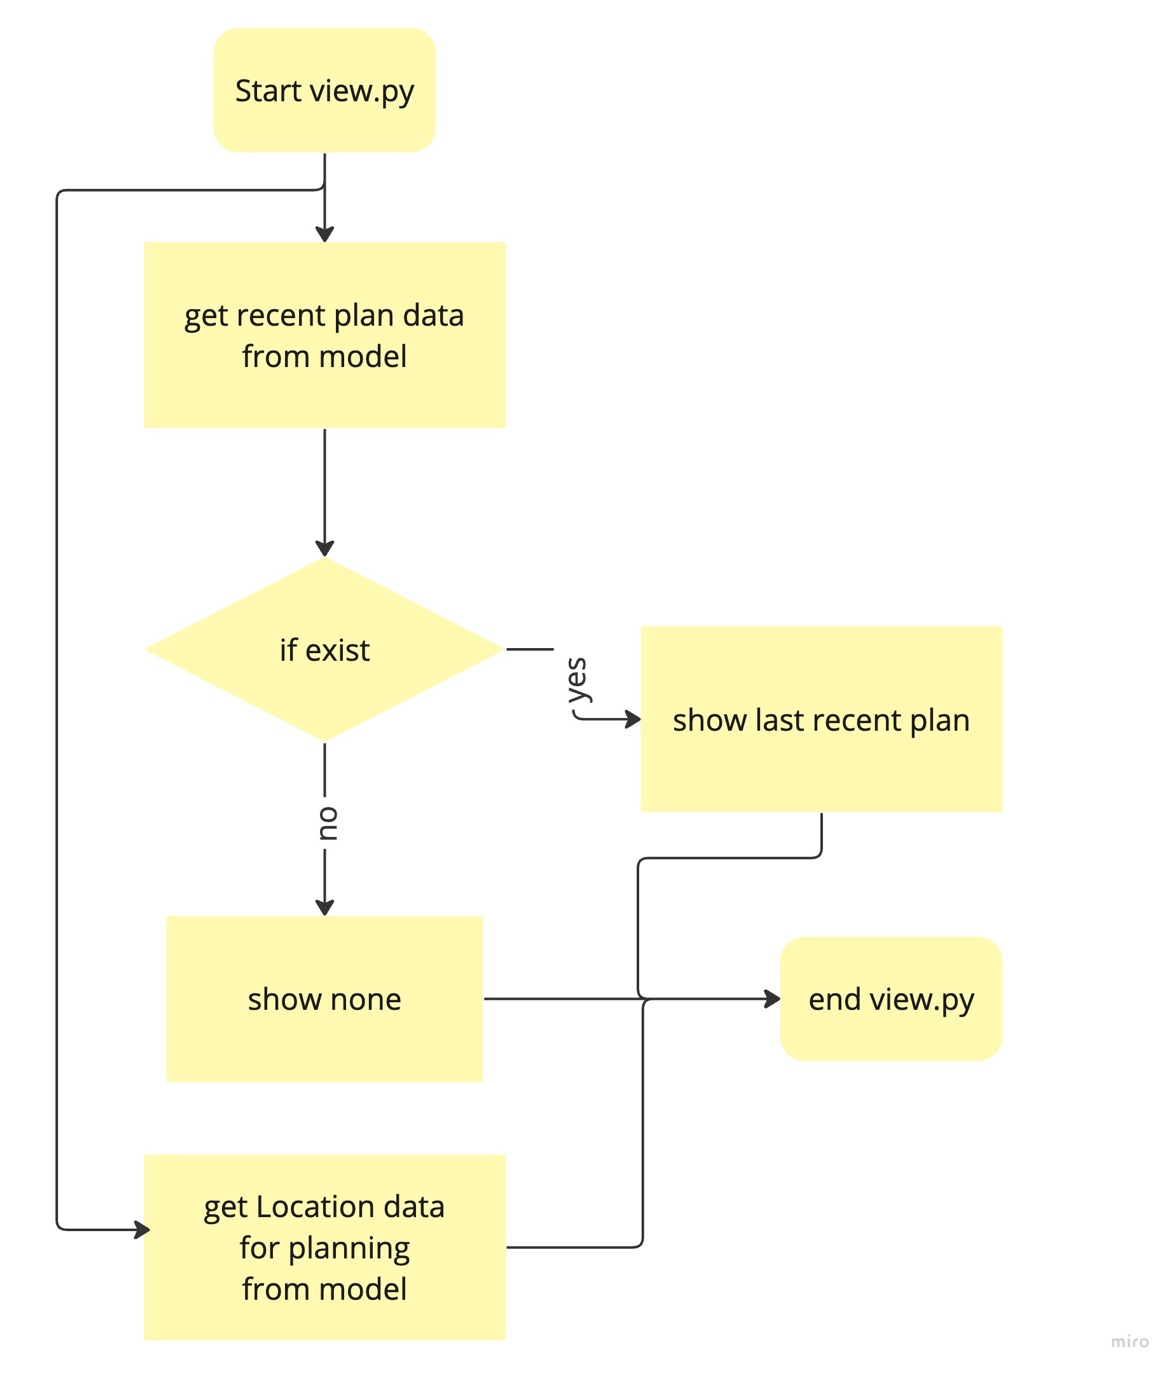 Start view.py
get recent plan data
from model
if exist
yes
show last recent plan
no
show none
end view.py
get Location data
for planning
from model
miro